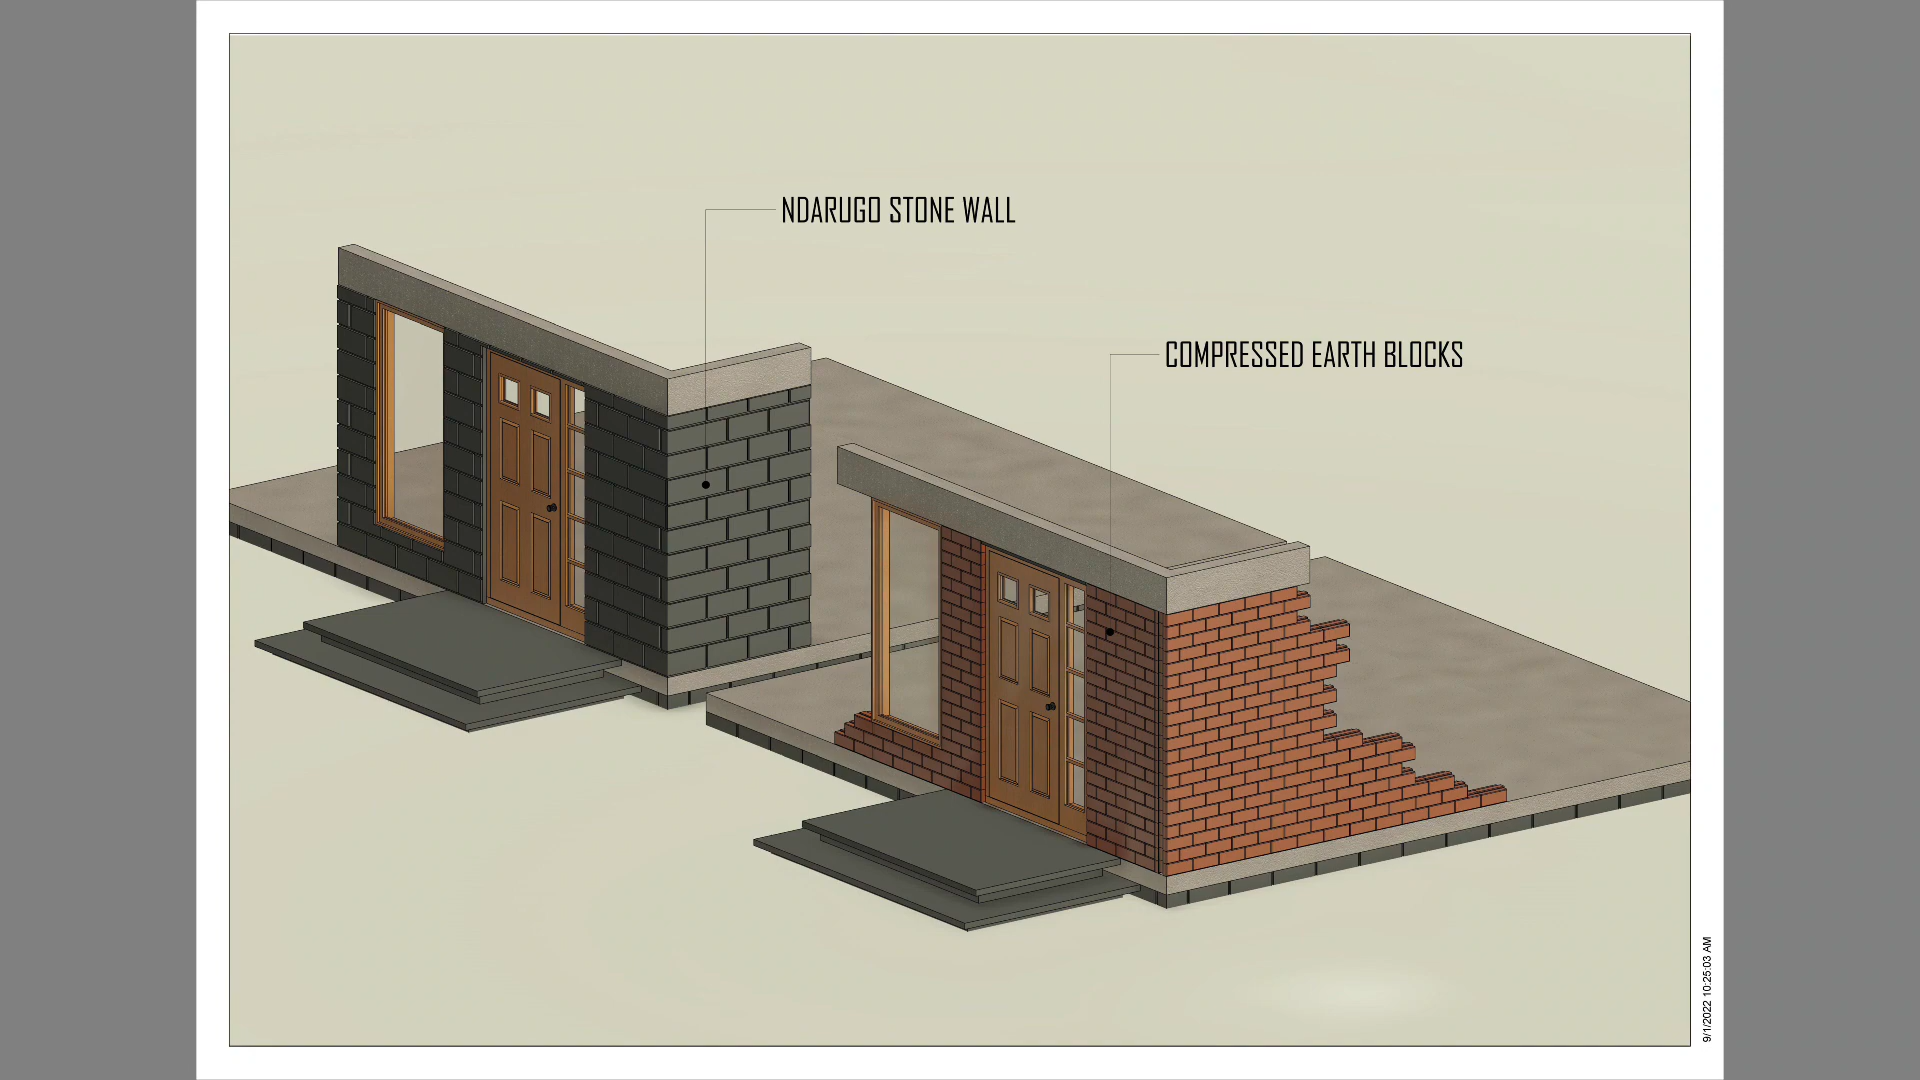 NDARUGO STONE WALL
COMPRESSED EARTH BLOCKS
9/1/2022 10:25:03 AM